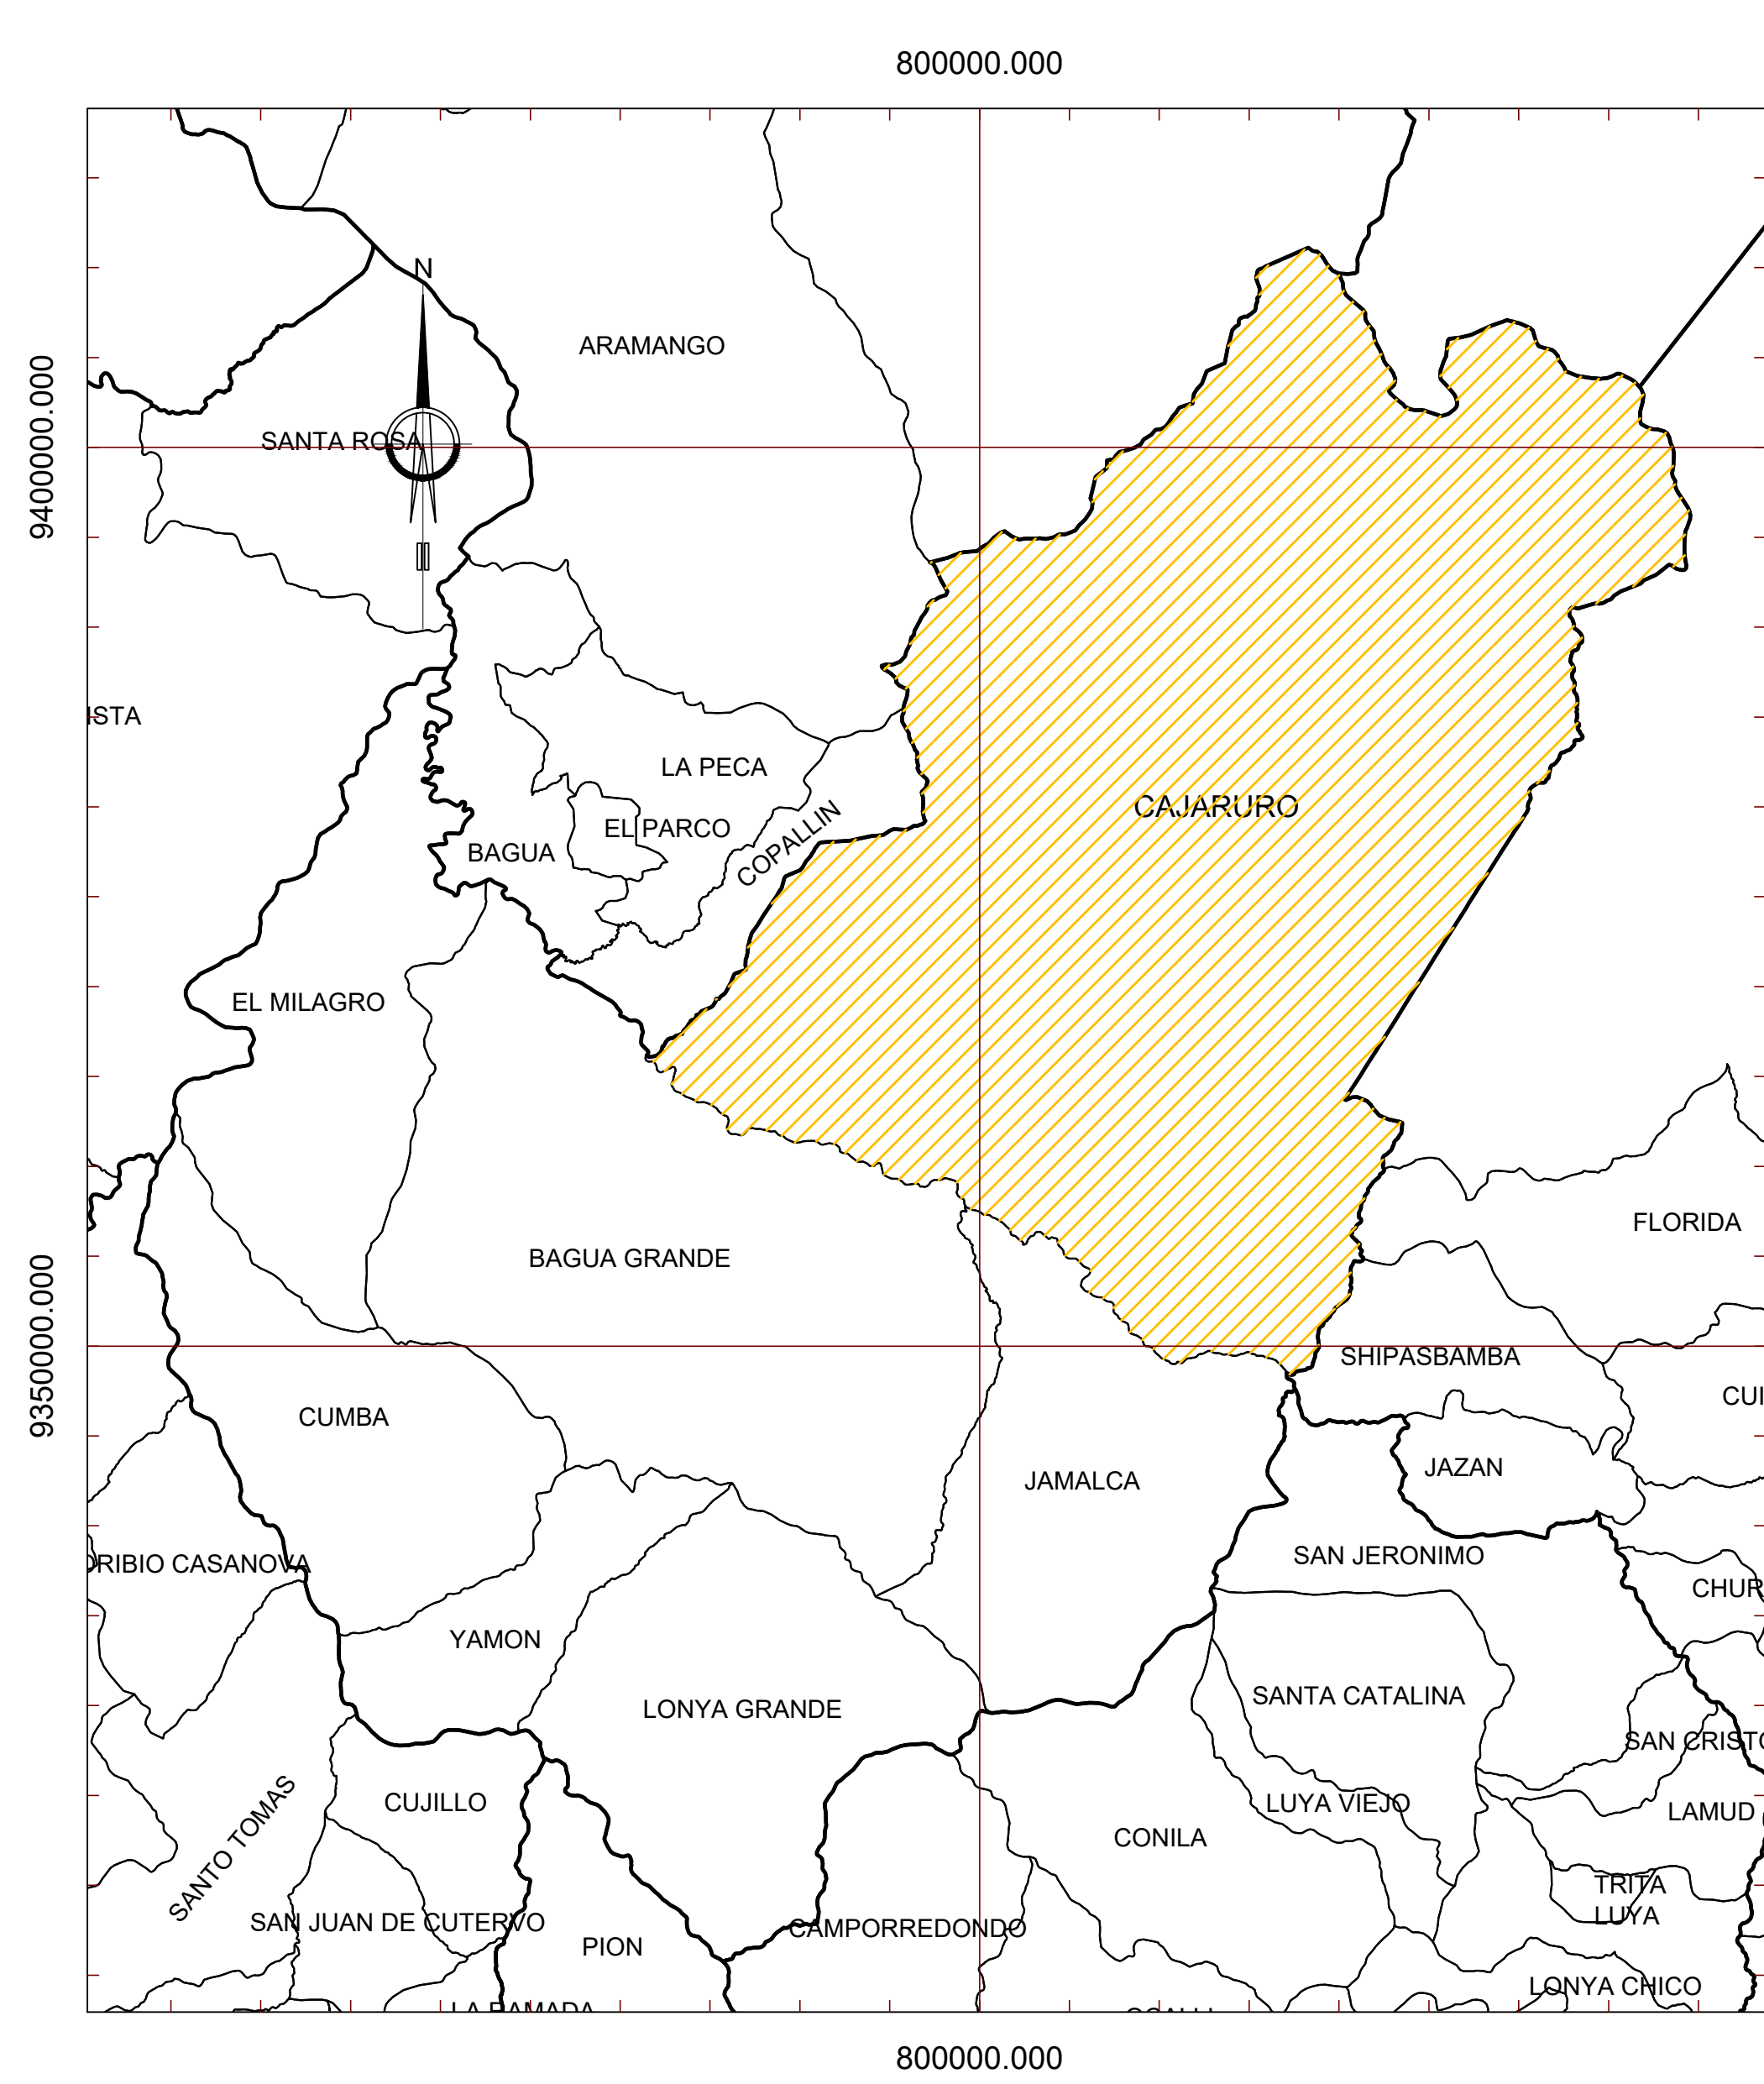 800000.000
N
ARAMANGO
9400000.000
SANTA ROSA
ISTA
LA PECA
CAJARURO
EL PARCO
COPALLIN
BAGUA
EL MILAGRO
FLORIDA
BAGUA GRANDE
9350000.000
SHIPASBAMBA
CUI
CUMBA
JAZAN
JAMALCA
SAN JERONIMO
ORIBIO CASANOVA
CHUR
YAMON
SANTA CATALINA
LONYA GRANDE
SAN CRISTO
CUJILLO
LUYA VIEJO
LAMUD
SANTO TOMAS
CONILA
TRITA
LUYA
SAN JUAN DE CUTERVO
CAMPORREDONDO
PION
LONYA CHICO
LA RAMADA
800000.000